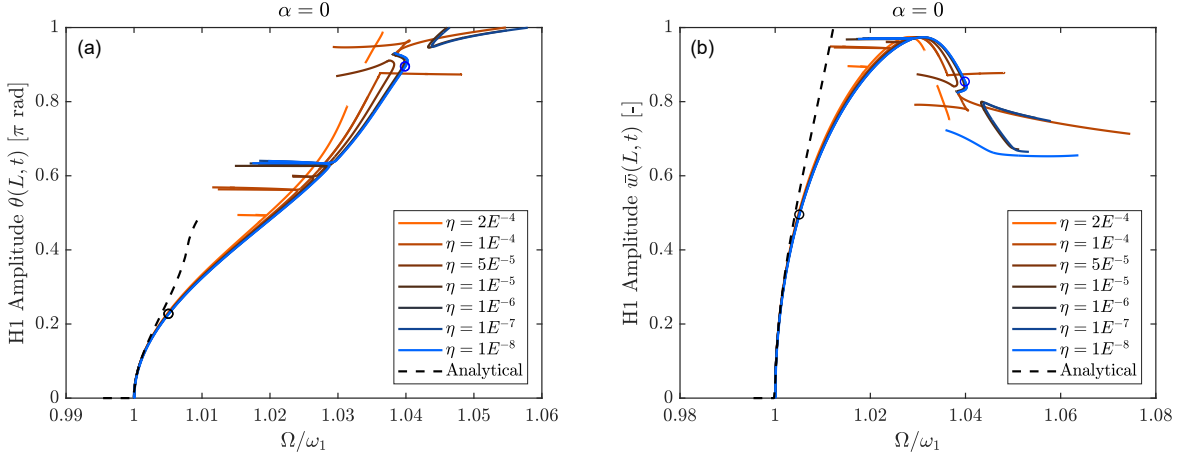 α = 0
(a)
H1 Amplitude θ(L, t) [π rad]
1
0.8
0.6
0.4
0.2
0
0.99
1
1.01
1.02
1.03
1.04
1.05
1.06
Ω/ω₁
η = 2E⁻⁴
η = 1E⁻⁴
η = 5E⁻⁵
η = 1E⁻⁵
η = 1E⁻⁶
η = 1E⁻⁷
η = 1E⁻⁸
Analytical
α = 0
(b)
H1 Amplitude w̄(L, t) [-]
1
0.8
0.6
0.4
0.2
0
0.98
1
1.02
1.04
1.06
1.08
Ω/ω₁
η = 2E⁻⁴
η = 1E⁻⁴
η = 5E⁻⁵
η = 1E⁻⁵
η = 1E⁻⁶
η = 1E⁻⁷
η = 1E⁻⁸
Analytical